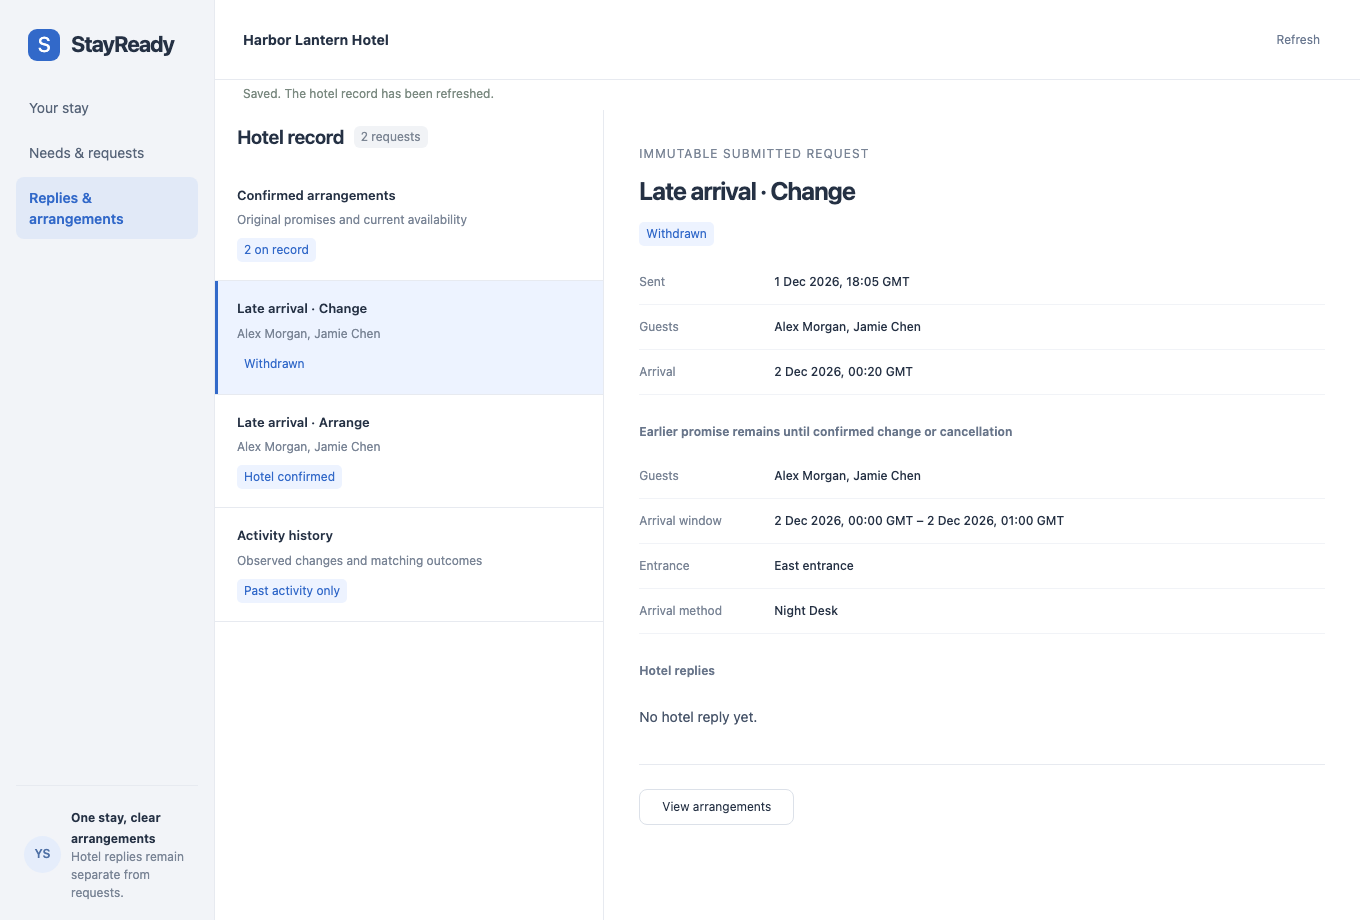 S StayReady
Your stay
Needs & requests
Replies &
arrangements
YS
One stay, clear
arrangements
Hotel replies remain
separate from
requests.
Harbor Lantern Hotel
Refresh
Saved. The hotel record has been refreshed.
Hotel record 2 requests
Confirmed arrangements
Original promises and current availability
2 on record
Late arrival · Change
Alex Morgan, Jamie Chen
Withdrawn
Late arrival · Arrange
Alex Morgan, Jamie Chen
Hotel confirmed
Activity history
Observed changes and matching outcomes
Past activity only
IMMUTABLE SUBMITTED REQUEST
Late arrival · Change
Withdrawn
Sent 1 Dec 2026, 18:05 GMT
Guests Alex Morgan, Jamie Chen
Arrival 2 Dec 2026, 00:20 GMT
Earlier promise remains until confirmed change or cancellation
Guests Alex Morgan, Jamie Chen
Arrival window 2 Dec 2026, 00:00 GMT – 2 Dec 2026, 01:00 GMT
Entrance East entrance
Arrival method Night Desk
Hotel replies
No hotel reply yet.
View arrangements